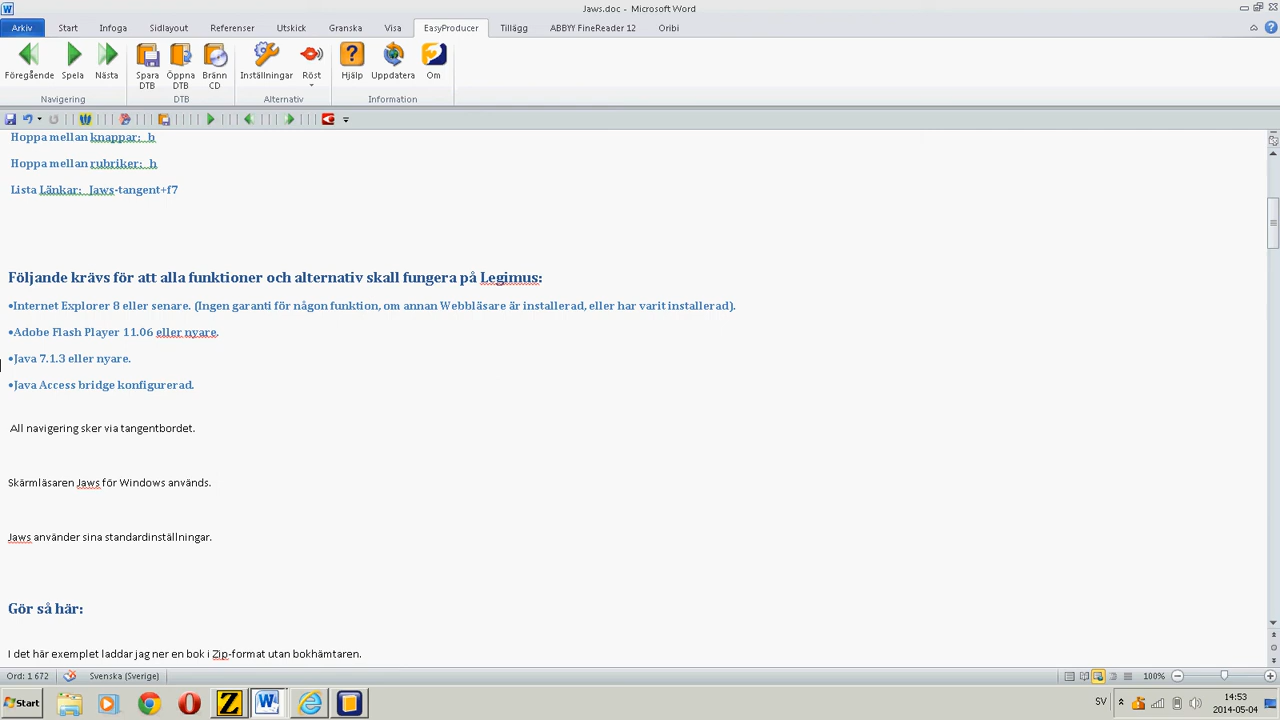 Jaws.doc - Microsoft Word
Arkiv Start Infoga Sidlayout Referenser Utskick Granska Visa EasyProducer Tillägg ABBYY FineReader 12 Oribi
Föregående Spela Nästa Spara DTB Öppna DTB Bränn CD Inställningar Röst Hjälp Uppdatera Om
Navigering DTB Alternativ Information
Hoppa mellan knappar: b
Hoppa mellan rubriker: h
Lista Länkar: Jaws-tangent+f7
Följande krävs för att alla funktioner och alternativ skall fungera på Legimus:
•Internet Explorer 8 eller senare. (Ingen garanti för någon funktion, om annan Webbläsare är installerad, eller har varit installerad).
•Adobe Flash Player 11.06 eller nyare.
•Java 7.1.3 eller nyare.
•Java Access bridge konfigurerad.
All navigering sker via tangentbordet.
Skärmläsaren Jaws för Windows används.
Jaws använder sina standardinställningar.
Gör så här:
I det här exemplet laddar jag ner en bok i Zip-format utan bokhämtaren.
Ord: 1 672 Svenska (Sverige) 100%
Start SV 14:53
2014-05-04